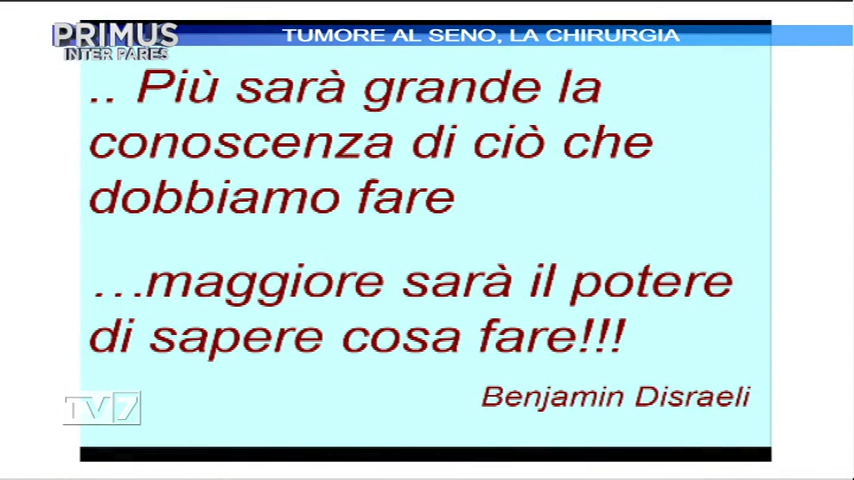 PRIMUS
INTER PARES
TUMORE AL SENO, LA CHIRURGIA
.. Più sarà grande la
conoscenza di ciò che
dobbiamo fare
...maggiore sarà il potere
di sapere cosa fare!!!
Benjamin Disraeli
TV7